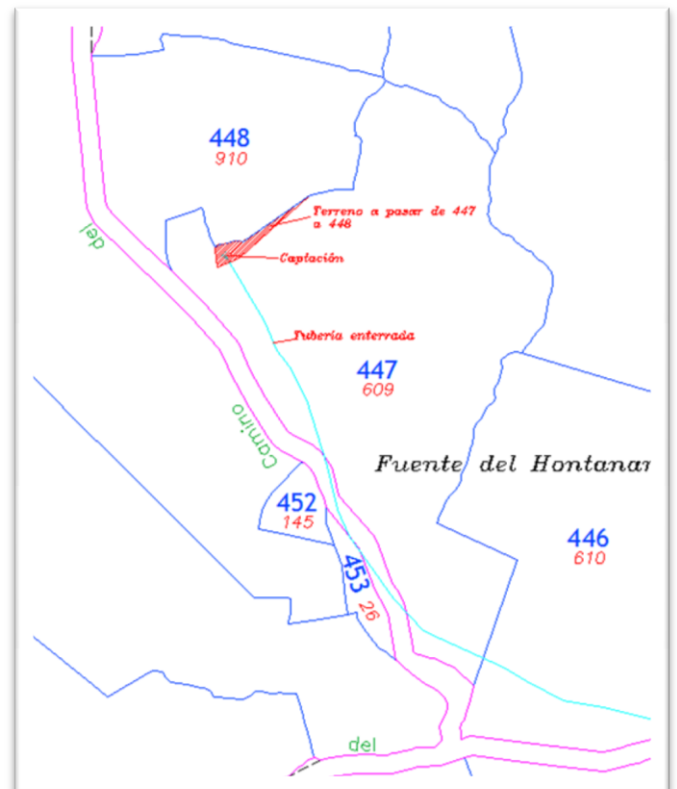 448
910
Terreno a pasar de 447
a 448
del
Captación
Tubería enterrada
447
609
Camino
Fuente del Hontanar
452
145
446
610
453
26
del